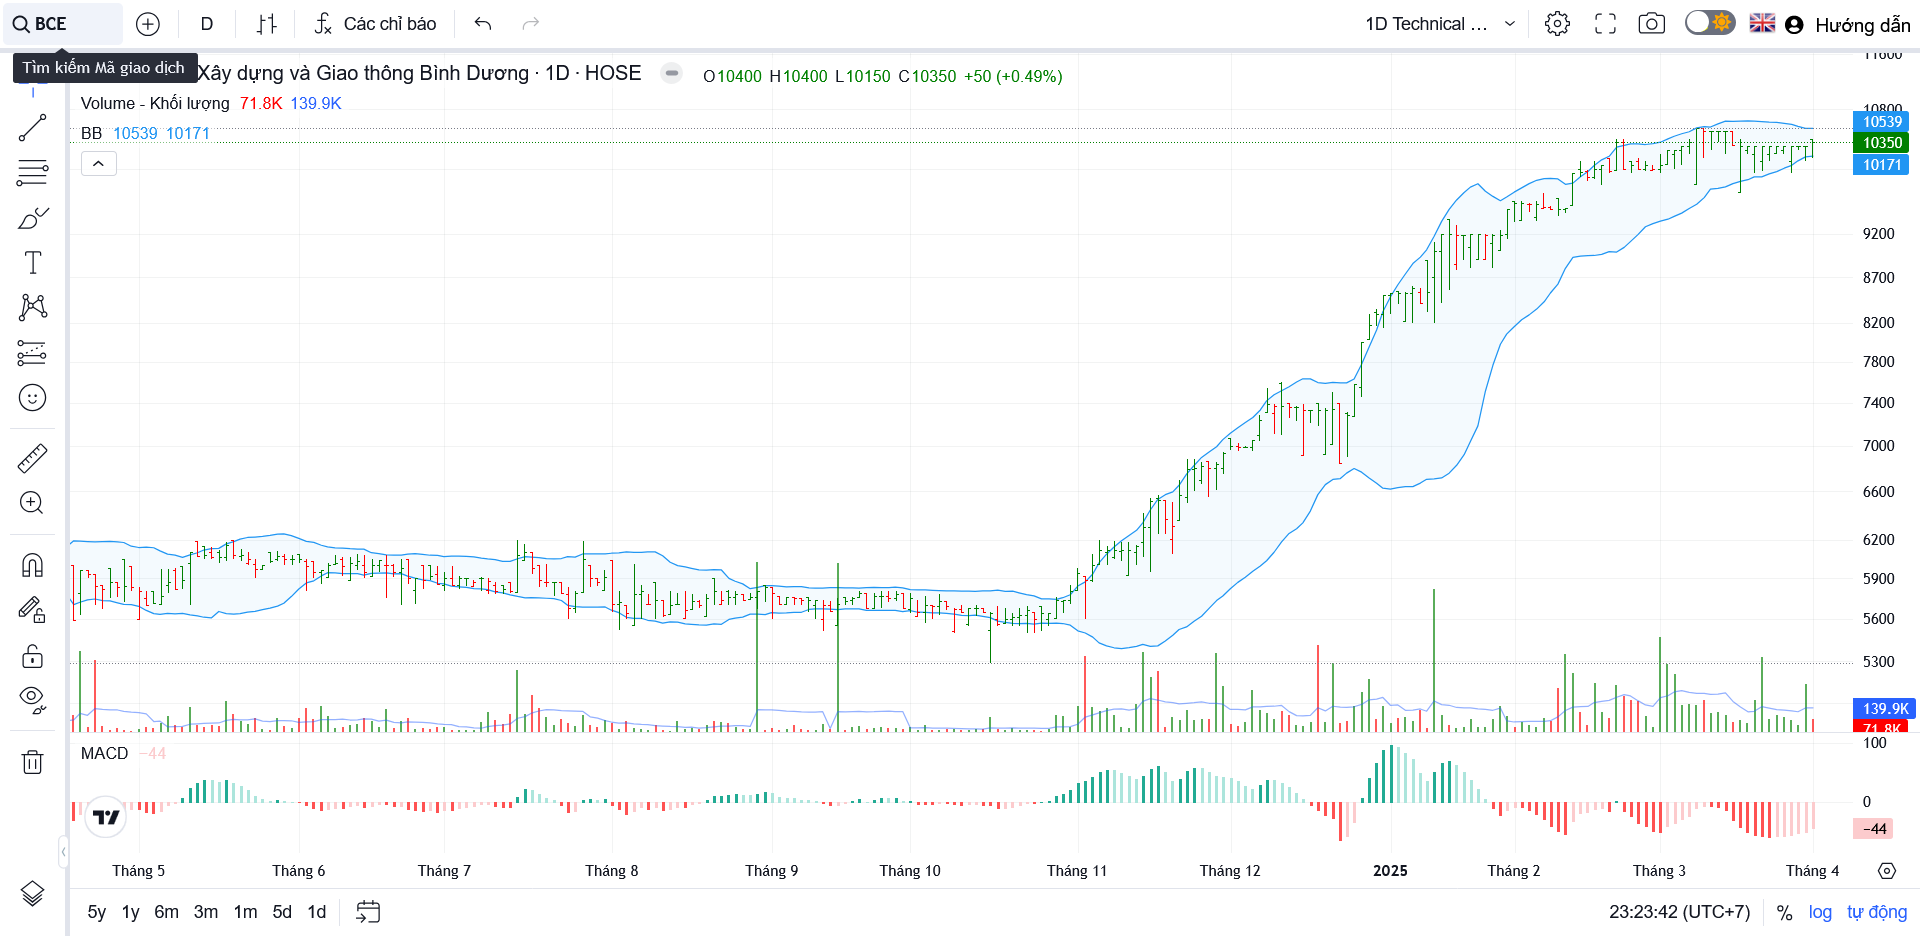 BCE
D
Các chỉ báo
1D Technical ...
Hướng dẫn
Tìm kiếm Mã giao dịch
Xây dựng và Giao thông Bình Dương · 1D · HOSE
O10400 H10400 L10150 C10350 +50 (+0.49%)
Volume - Khối lượng 71.8K 139.9K
BB 10539 10171
11600
10800
10539
10350
10171
9200
8700
8200
7800
7400
7000
6600
6200
5900
5600
5300
139.9K
71.8K
MACD −44
100
0
−44
Tháng 5 Tháng 6 Tháng 7 Tháng 8 Tháng 9 Tháng 10 Tháng 11 Tháng 12 2025 Tháng 2 Tháng 3 Tháng 4
5y 1y 6m 3m 1m 5d 1d
23:23:42 (UTC+7) % log tự động